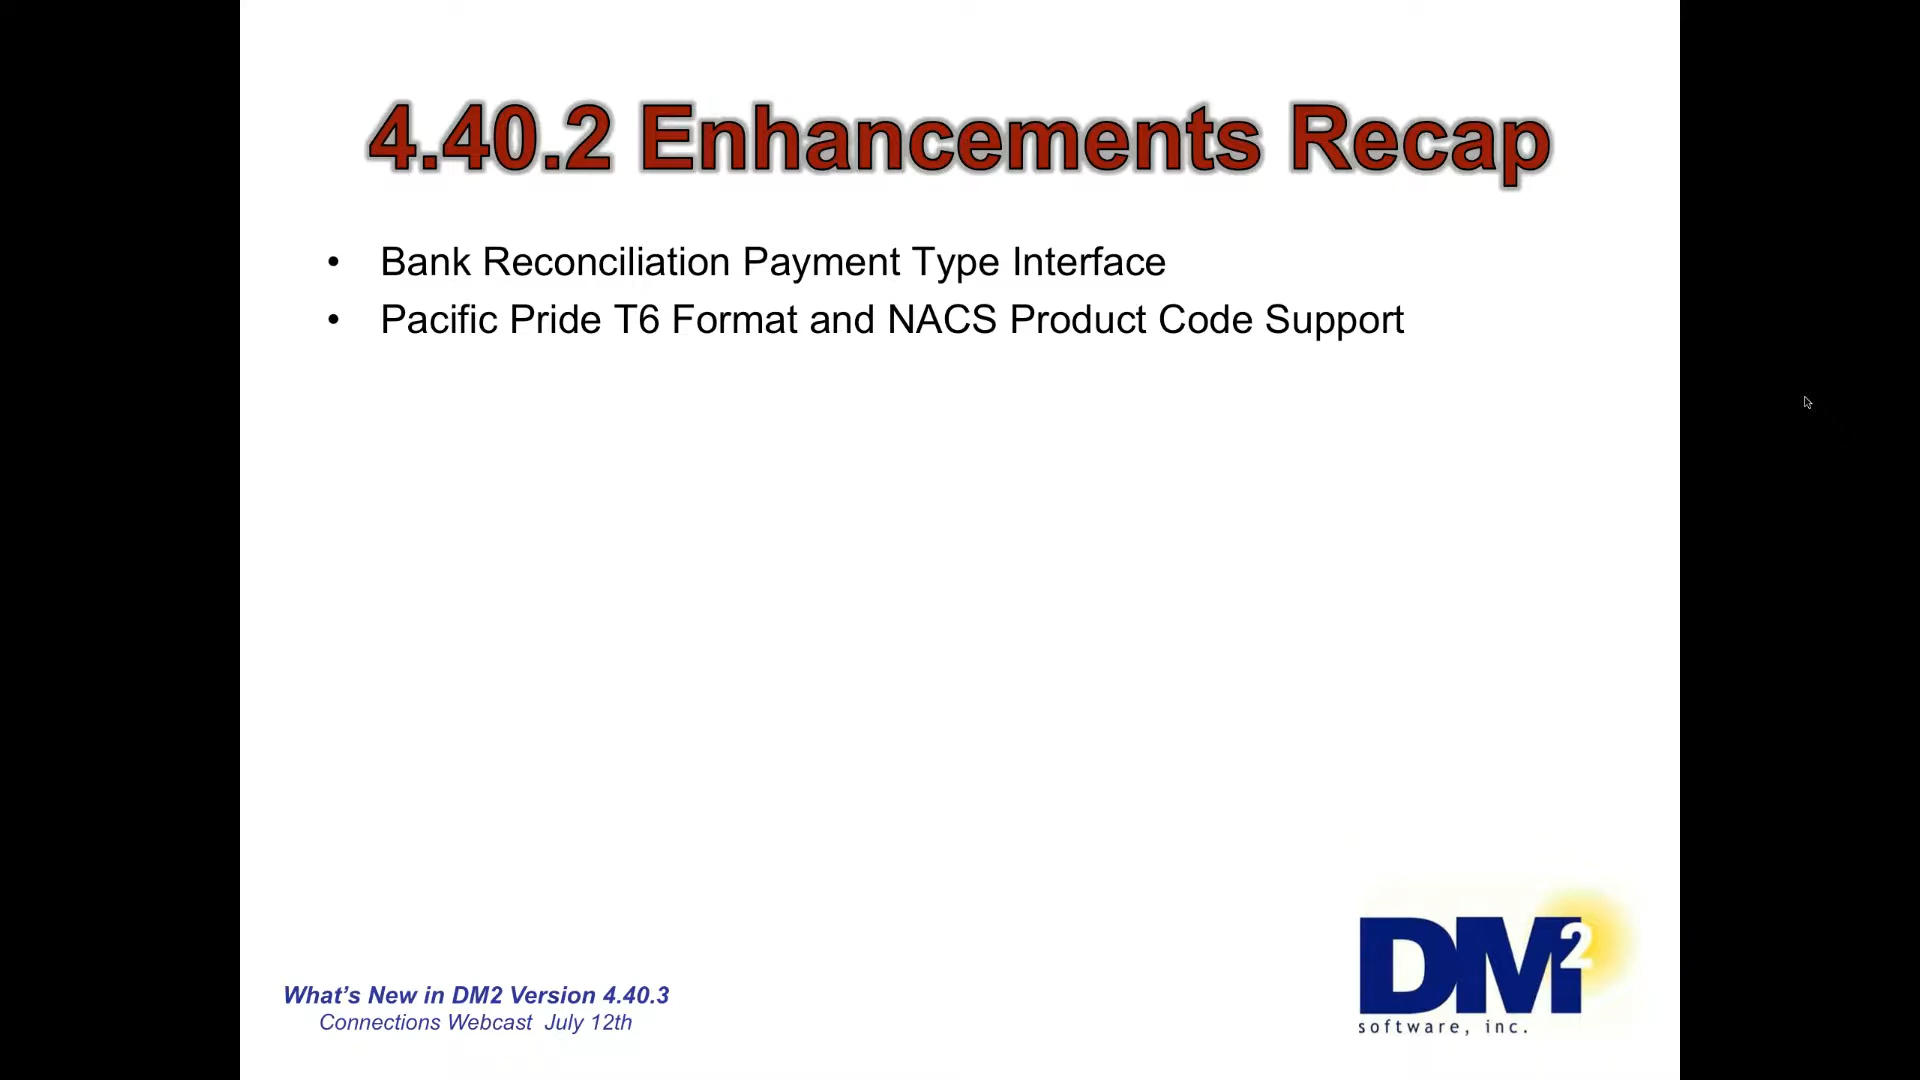 4.40.2 Enhancements Recap
• Bank Reconciliation Payment Type Interface
• Pacific Pride T6 Format and NACS Product Code Support
What's New in DM2 Version 4.40.3
Connections Webcast July 12th
DM2
software, inc.